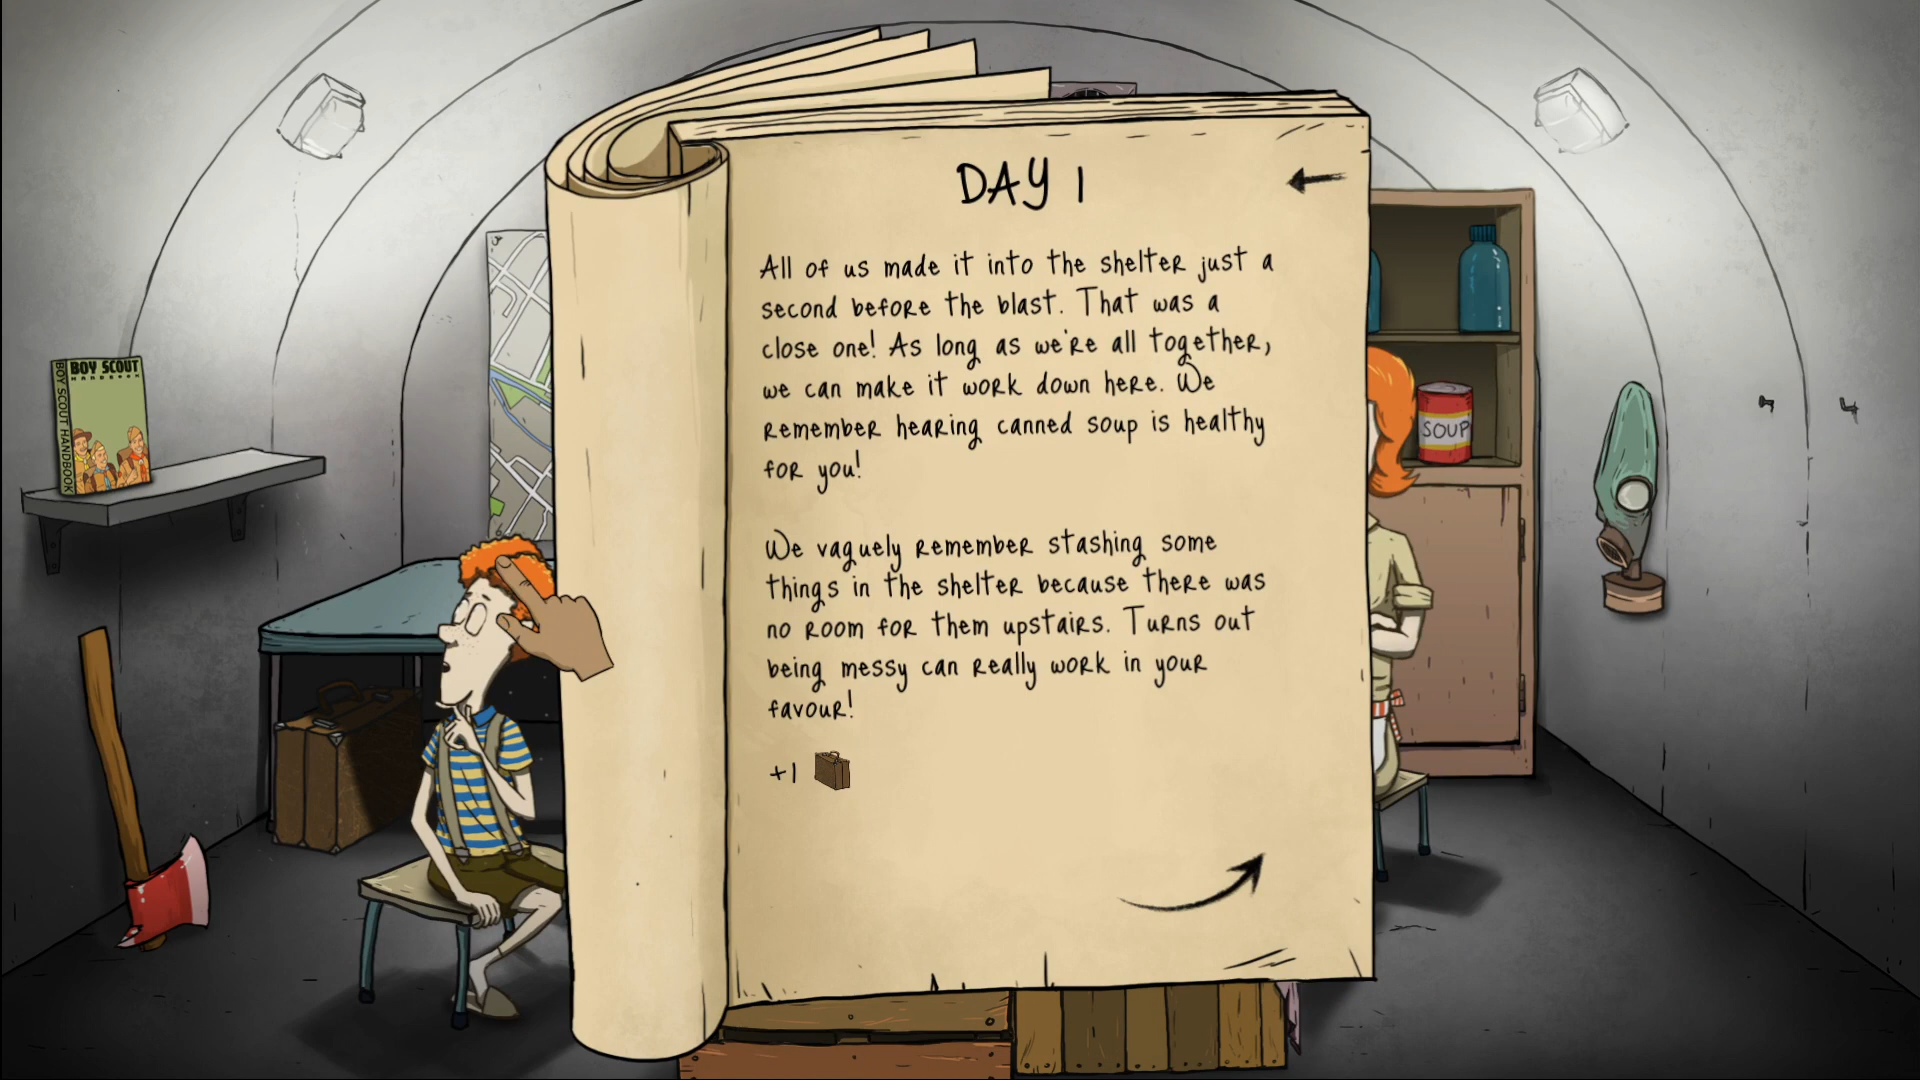 DAY 1
All of us made it into the shelter just a
second before the blast. That was a
close one! As long as we're all together,
we can make it work down here. We
remember hearing canned soup is healthy
for you!
We vaguely remember stashing some
things in the shelter because there was
no room for them upstairs. Turns out
being messy can really work in your
favour!
+1
BOY SCOUT
HANDBOOK
BOY SCOUT HANDBOOK
SOUP